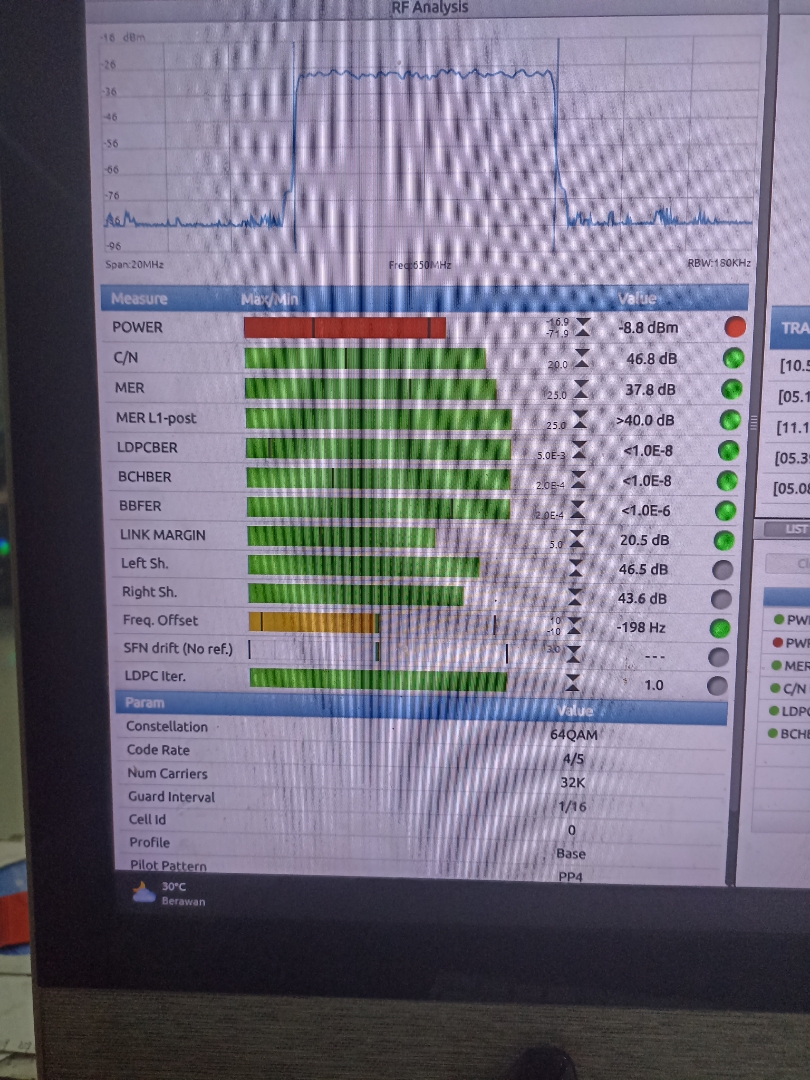 RF Analysis
-16 dBm
-26
-36
-46
-56
-66
-76
-96
Span:20MHz Freq:650MHz RBW:180KHz
Measure Max/Min Value
POWER -16.9 -71.9 -8.8 dBm
C/N 20.0 46.8 dB
MER 25.0 37.8 dB
MER L1-post 25.0 >40.0 dB
LDPCBER 5.0E-3 <1.0E-8
BCHBER 2.0E-4 <1.0E-8
BBFER 2.0E-4 <1.0E-6
LINK MARGIN 5.0 20.5 dB
Left Sh. 46.5 dB
Right Sh. 43.6 dB
Freq. Offset 10 -10 -198 Hz
SFN drift (No ref.) 3.0 ---
LDPC Iter. 1.0
Param Value
Constellation 64QAM
Code Rate 4/5
Num Carriers 32K
Guard Interval 1/16
Cell Id 0
Profile Base
Pilot Pattern PP4
30°C
Berawan
TRA
[10.5
[05.1
[11.1
[05.3
[05.08
LIST
Cl
PWI
PWI
MER
C/N
LDPC
BCHE